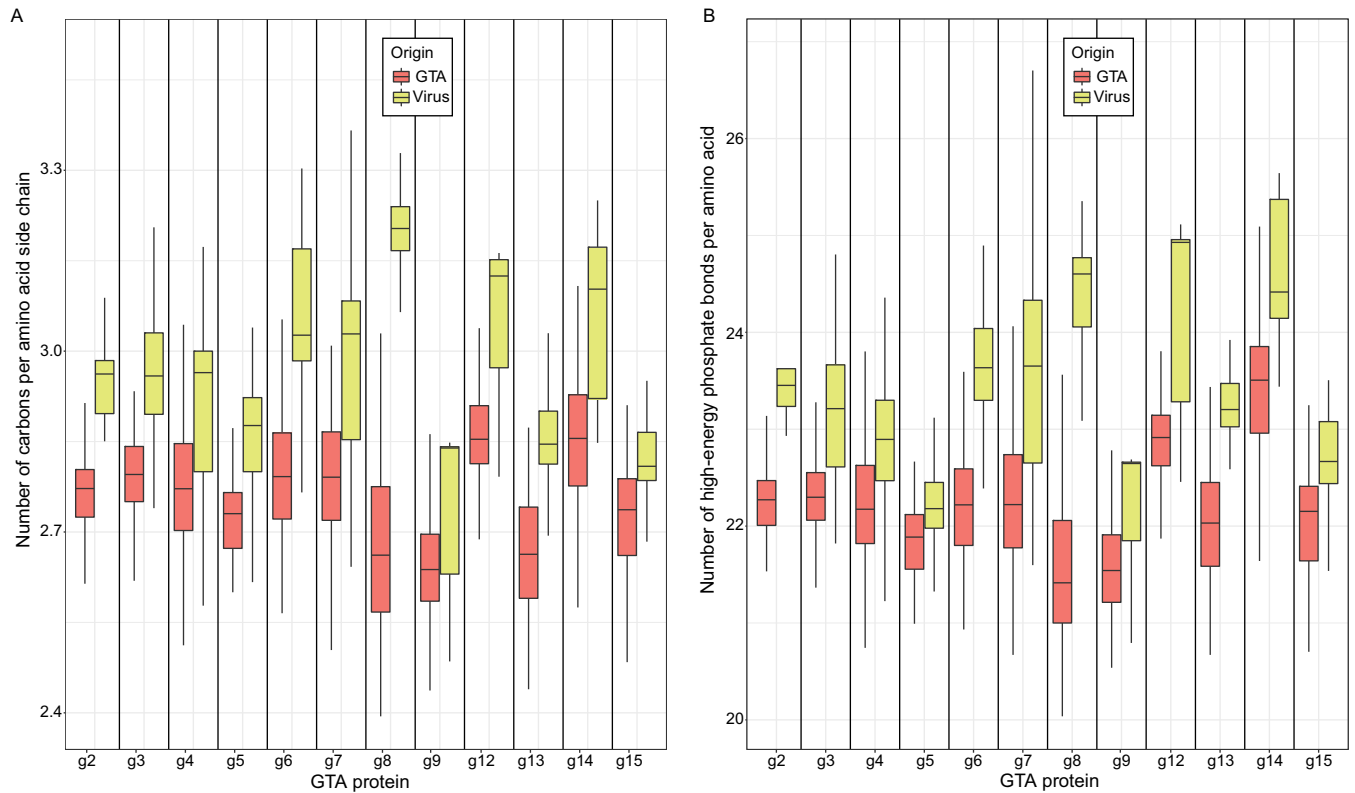 A
Number of carbons per amino acid side chain
3.3
3.0
2.7
2.4
Origin
GTA
Virus
g2 g3 g4 g5 g6 g7 g8 g9 g12 g13 g14 g15
GTA protein
B
Number of high-energy phosphate bonds per amino acid
26
24
22
20
Origin
GTA
Virus
g2 g3 g4 g5 g6 g7 g8 g9 g12 g13 g14 g15
GTA protein